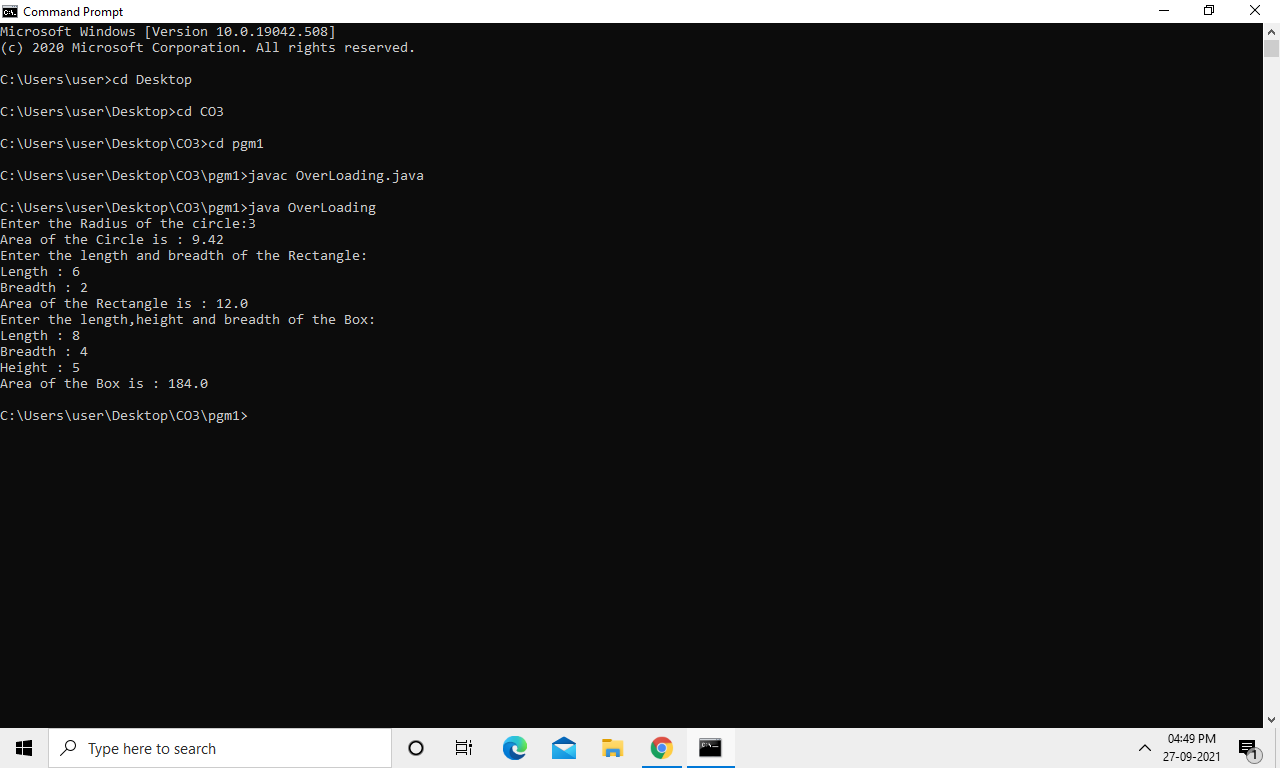 Command Prompt
Microsoft Windows [Version 10.0.19042.508]
(c) 2020 Microsoft Corporation. All rights reserved.
C:\Users\user>cd Desktop
C:\Users\user\Desktop>cd CO3
C:\Users\user\Desktop\CO3>cd pgm1
C:\Users\user\Desktop\CO3\pgm1>javac OverLoading.java
C:\Users\user\Desktop\CO3\pgm1>java OverLoading
Enter the Radius of the circle:3
Area of the Circle is : 9.42
Enter the length and breadth of the Rectangle:
Length : 6
Breadth : 2
Area of the Rectangle is : 12.0
Enter the length,height and breadth of the Box:
Length : 8
Breadth : 4
Height : 5
Area of the Box is : 184.0
C:\Users\user\Desktop\CO3\pgm1>
Type here to search
04:49 PM
27-09-2021
1